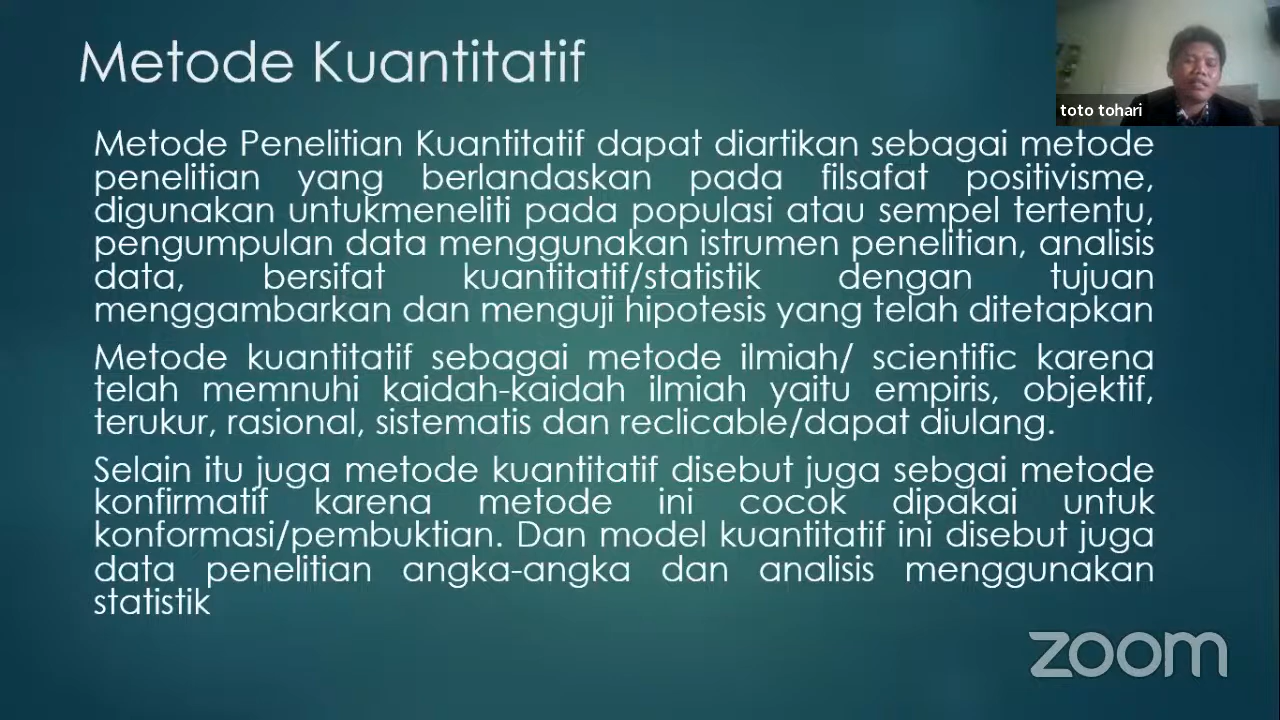 Metode Kuantitatif
toto tohari
Metode Penelitian Kuantitatif dapat diartikan sebagai metode
penelitian yang berlandaskan pada filsafat positivisme,
digunakan untukmeneliti pada populasi atau sempel tertentu,
pengumpulan data menggunakan istrumen penelitian, analisis
data, bersifat kuantitatif/statistik dengan tujuan
menggambarkan dan menguji hipotesis yang telah ditetapkan
Metode kuantitatif sebagai metode ilmiah/ scientific karena
telah memnuhi kaidah-kaidah ilmiah yaitu empiris, objektif,
terukur, rasional, sistematis dan reclicable/dapat diulang.
Selain itu juga metode kuantitatif disebut juga sebgai metode
konfirmatif karena metode ini cocok dipakai untuk
konformasi/pembuktian. Dan model kuantitatif ini disebut juga
data penelitian angka-angka dan analisis menggunakan
statistik
zoom